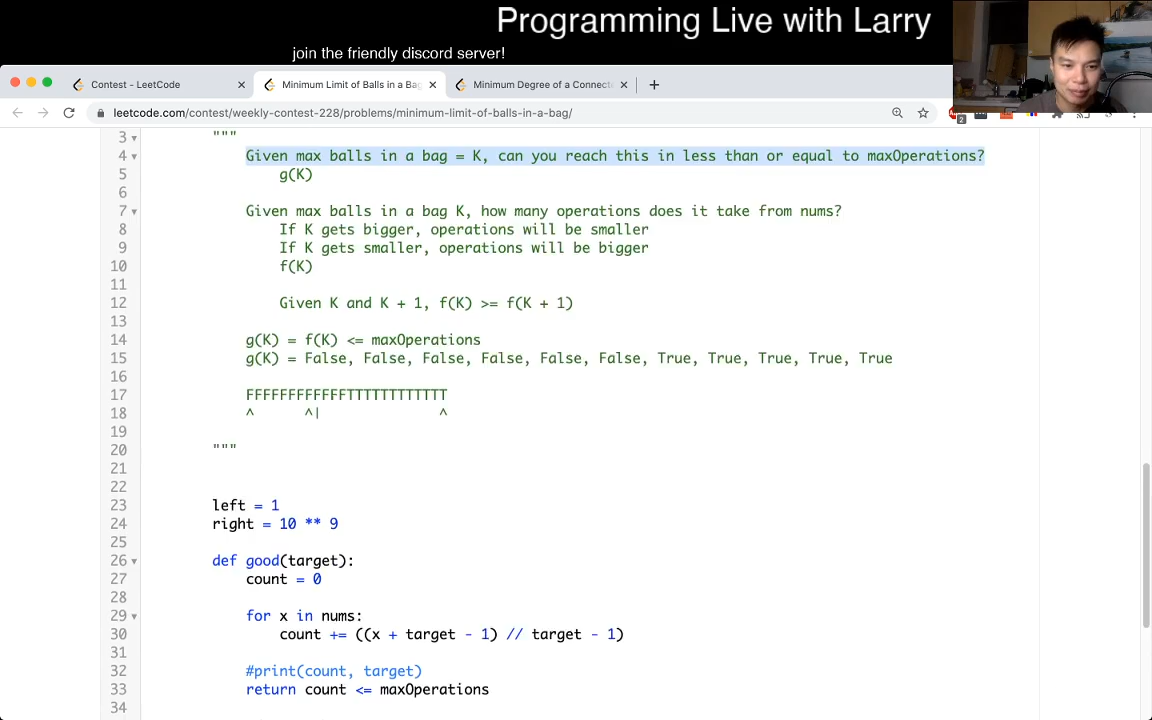 Programming Live with Larry
join the friendly discord server!
Contest - LeetCode
Minimum Limit of Balls in a Bag
Minimum Degree of a Connecte
leetcode.com/contest/weekly-contest-228/problems/minimum-limit-of-balls-in-a-bag/
2
3 """
4 Given max balls in a bag = K, can you reach this in less than or equal to maxOperations?
5 g(K)
6
7 Given max balls in a bag K, how many operations does it take from nums?
8 If K gets bigger, operations will be smaller
9 If K gets smaller, operations will be bigger
10 f(K)
11
12 Given K and K + 1, f(K) >= f(K + 1)
13
14 g(K) = f(K) <= maxOperations
15 g(K) = False, False, False, False, False, False, True, True, True, True, True
16
17 FFFFFFFFFFFFTTTTTTTTTTTT
18 ^ ^| ^
19
20 """
21
22
23 left = 1
24 right = 10 ** 9
25
26 def good(target):
27 count = 0
28
29 for x in nums:
30 count += ((x + target - 1) // target - 1)
31
32 #print(count, target)
33 return count <= maxOperations
34